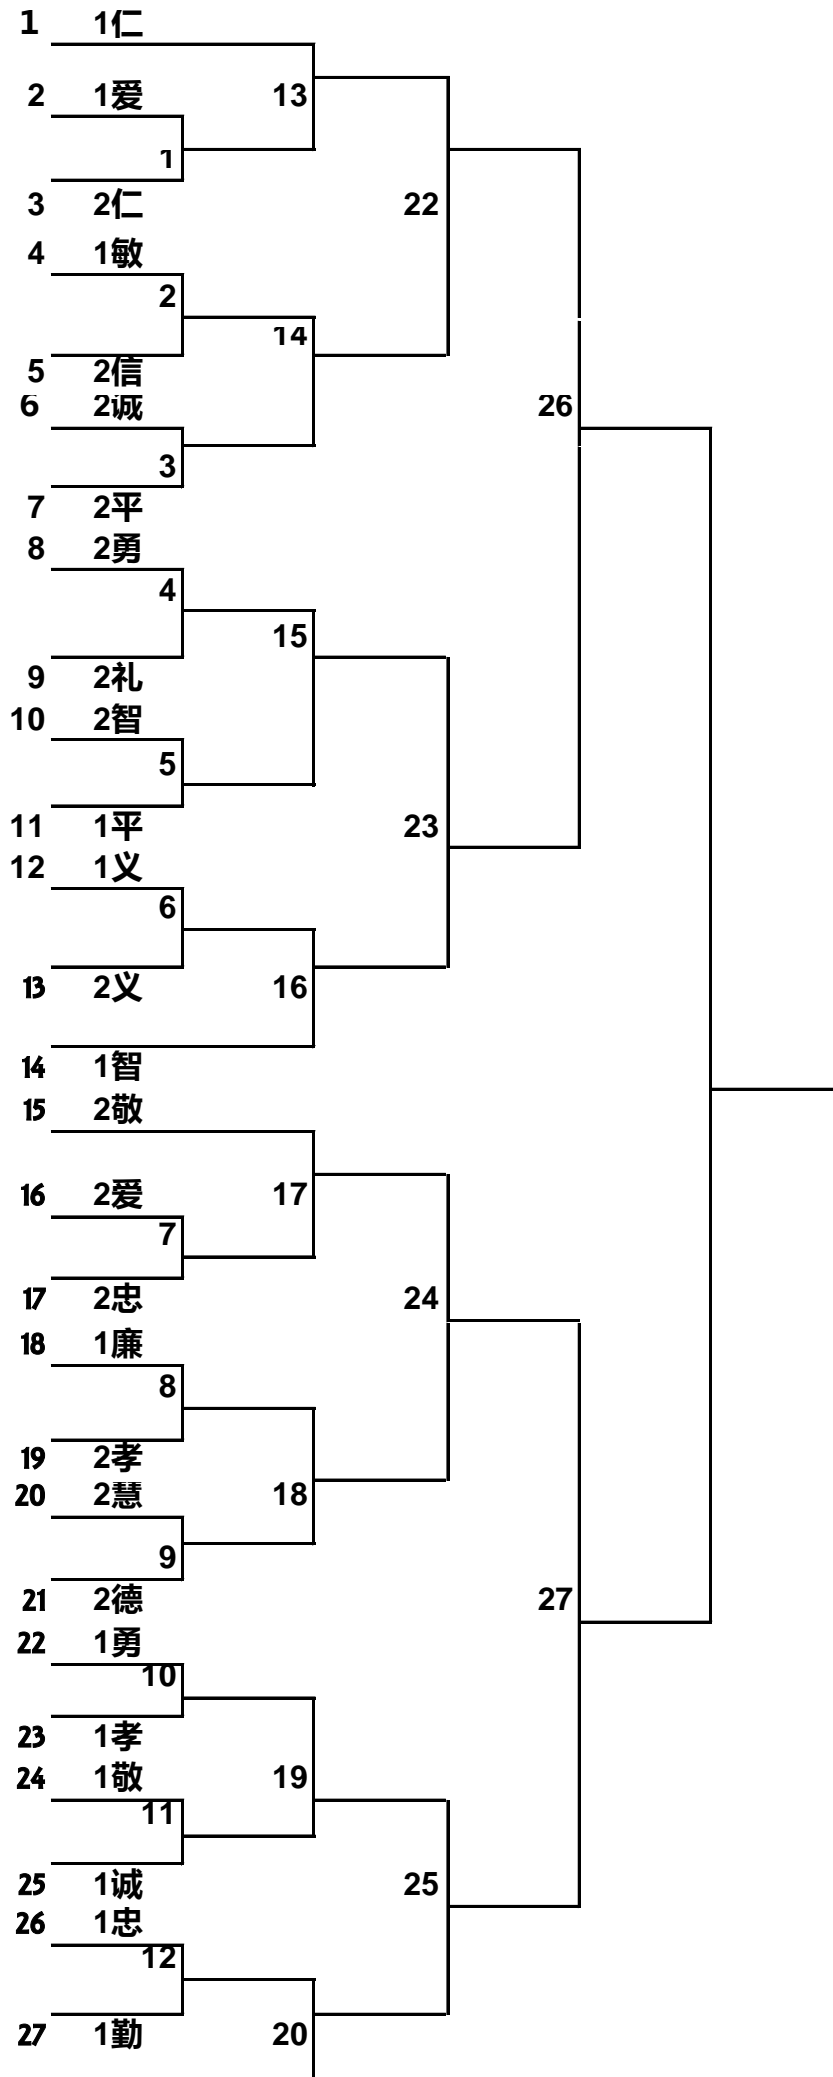 1 1仁
2 1爱 13
1
3 2仁 22
4 1敏
2
14
5 2信
6 2诚 26
3
7 2平
8 2勇
4
15
9 2礼
10 2智
5
11 1平 23
12 1义
6
13 2义 16
14 1智
15 2敬
16 2爱 17
7
17 2忠 24
18 1廉
8
19 2孝
20 2慧 18
9
21 2德 27
22 1勇
10
23 1孝
24 1敬 19
11
25 1诚 25
26 1忠
12
27 1勤 20